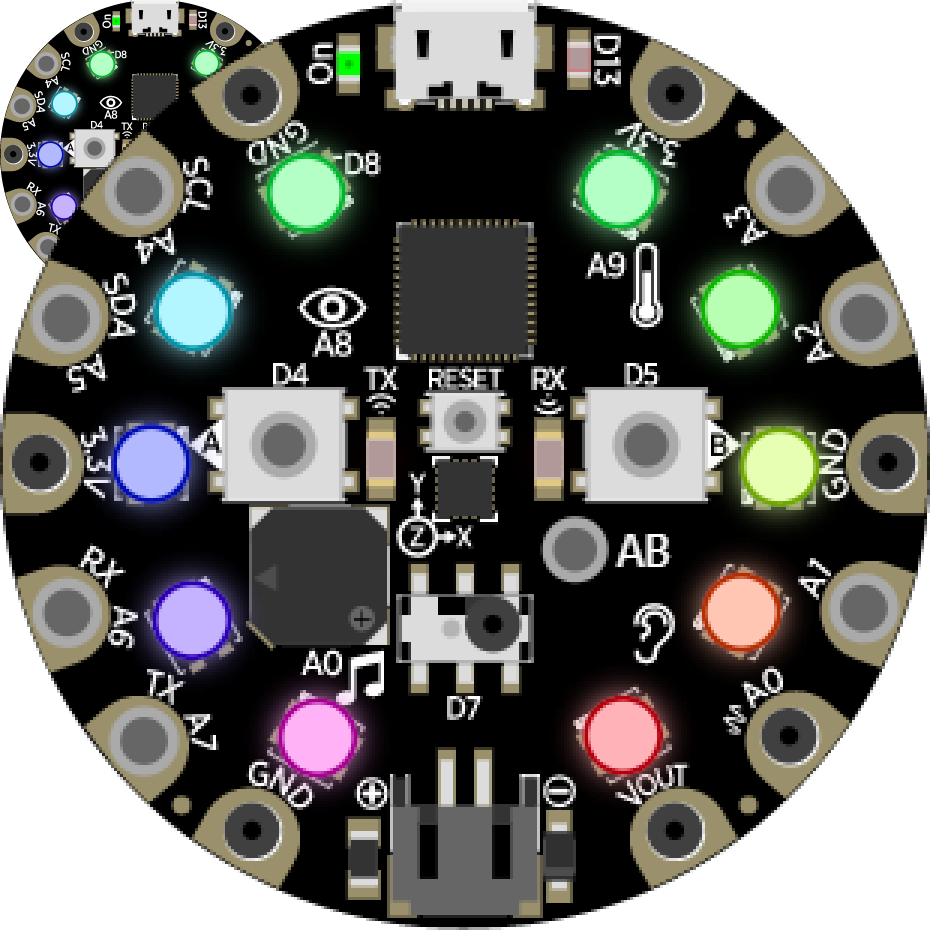 On
D13
D13
On
3.3V
GND
D8
SCL
A4
SDA
A8
A5
D4
TX
3.3V
A
RX
A6
TX
GND
D8
3.3V
SCL
A4
A3
A9
SDA
A8
A2
A5
D4
TX
RESET
RX
D5
3.3V
A
B
GND
Y
Z
X
AB
RX
A6
A1
A0
D7
TX
A7
A0
GND
VOUT